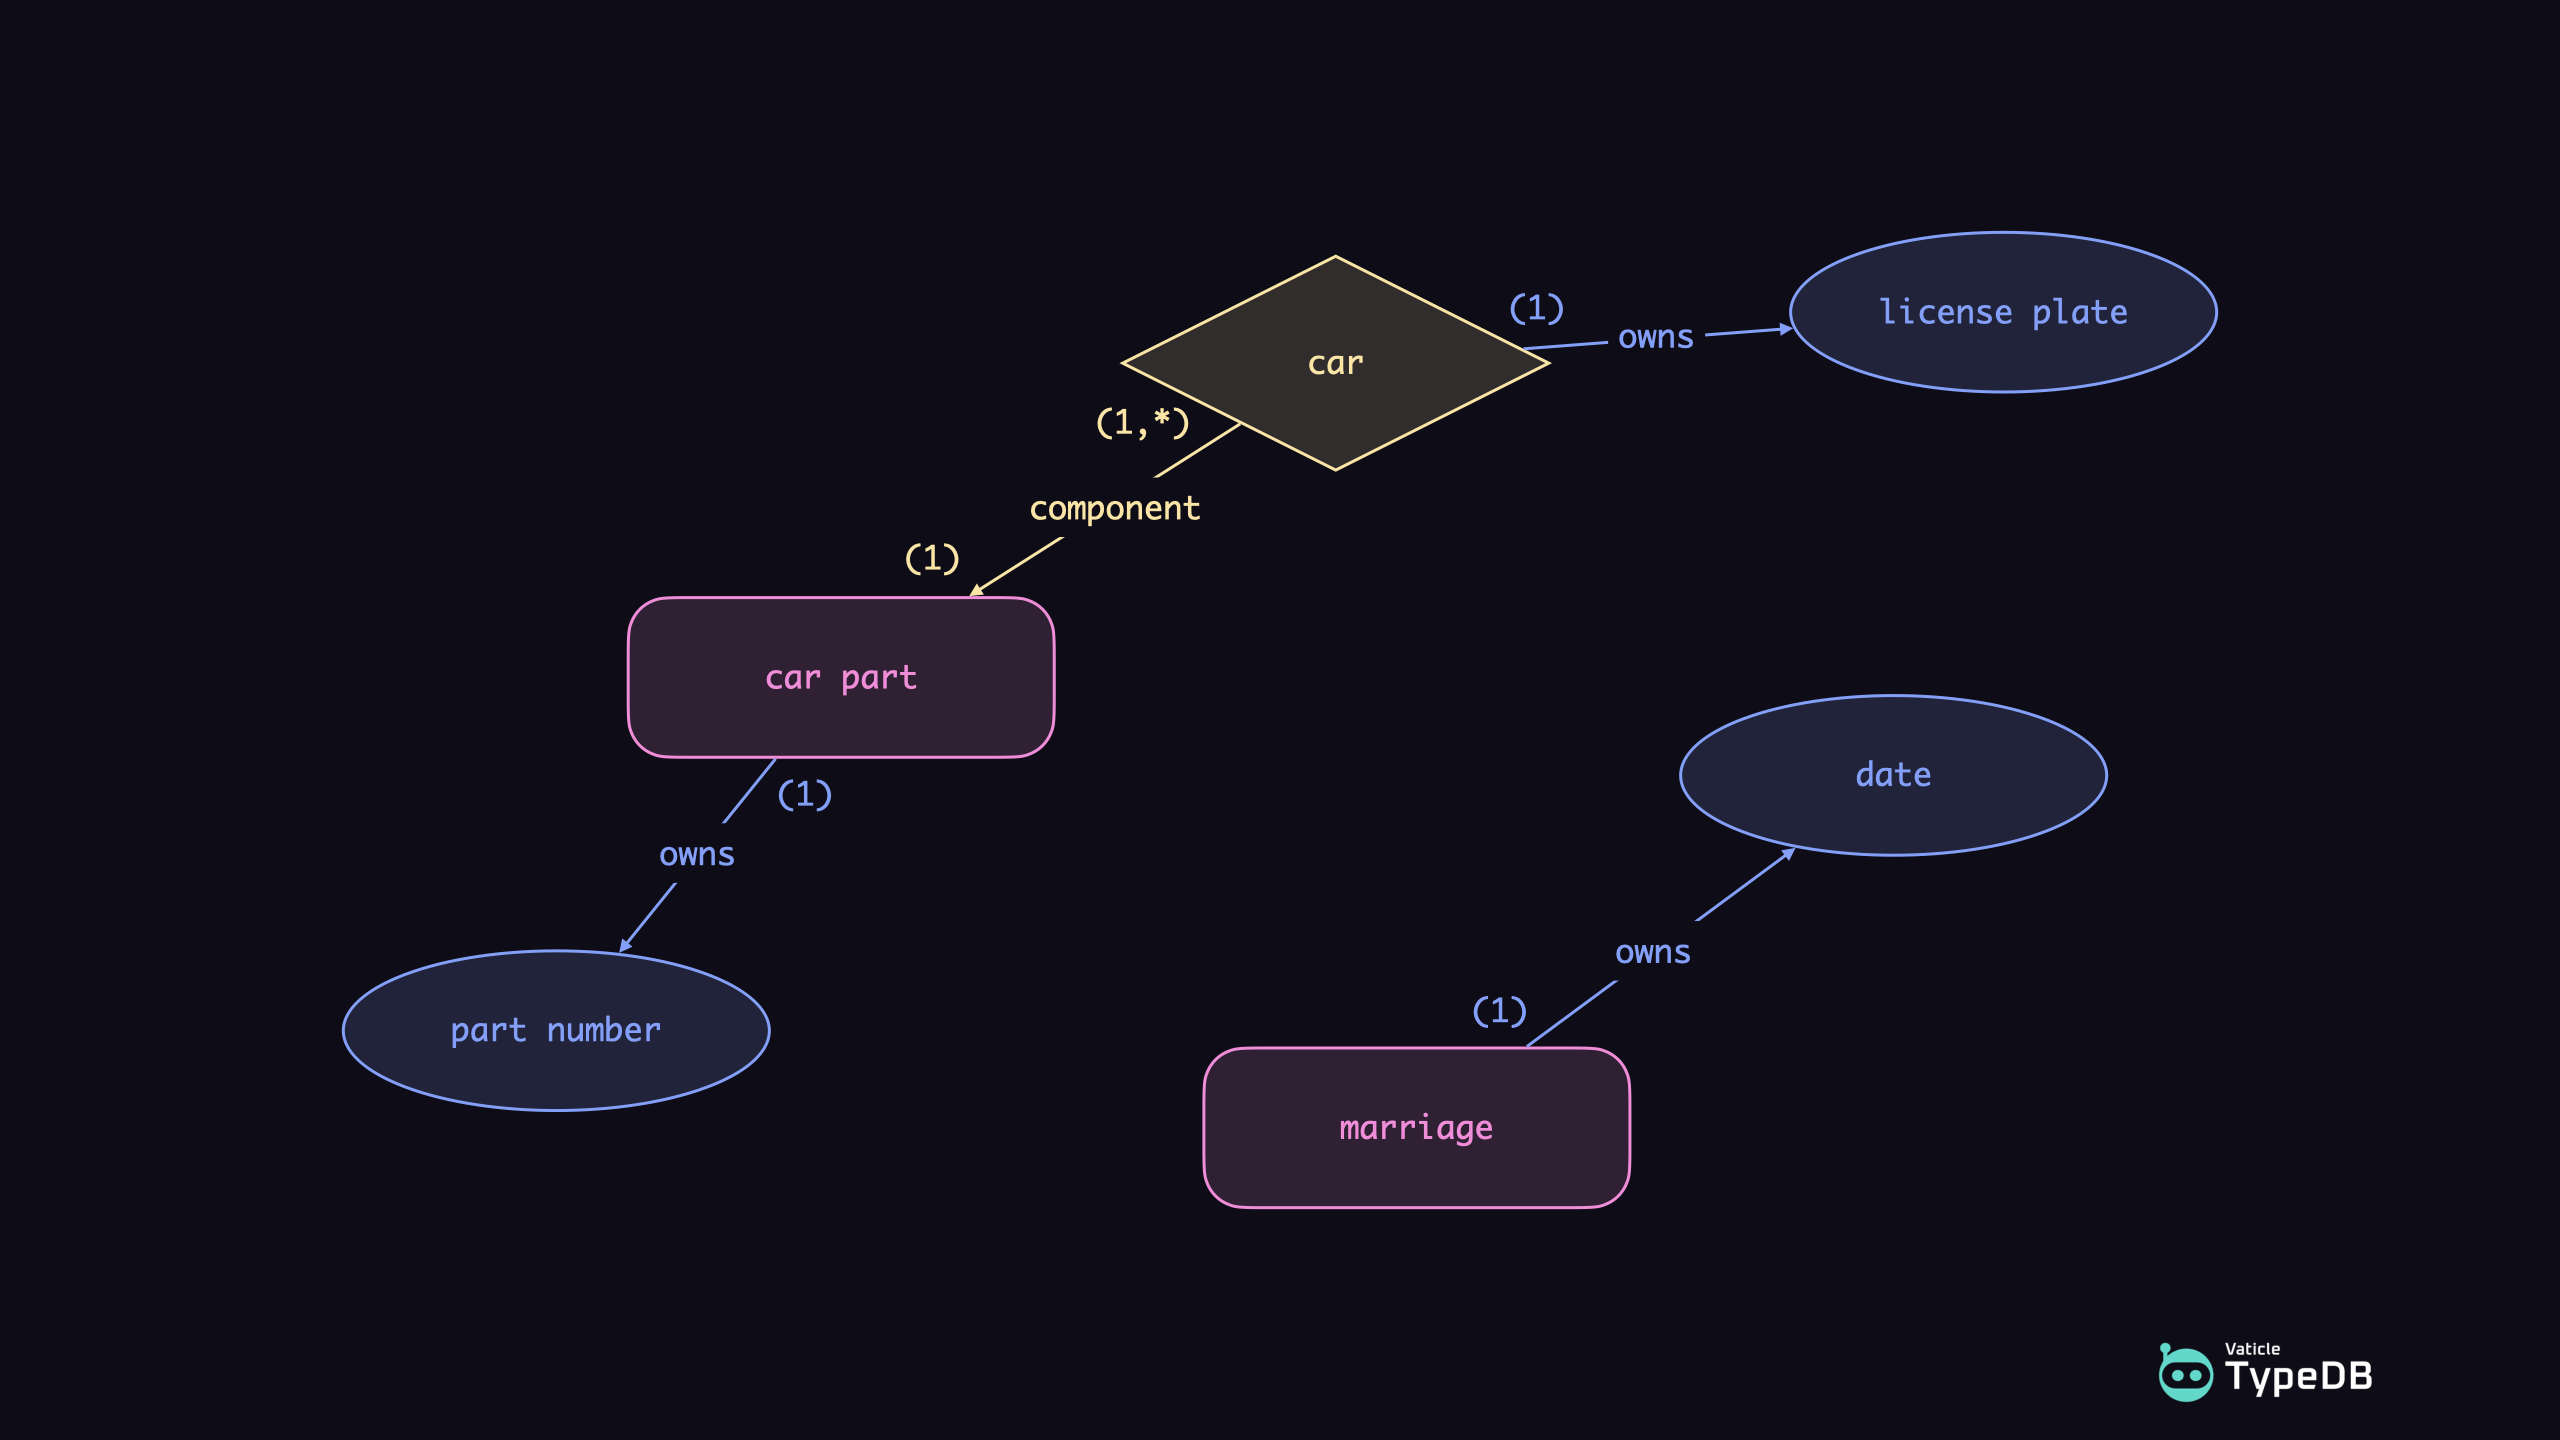 license plate
(1)
owns
car
(1,*)
component
(1)
car part
date
(1)
owns
owns
(1)
part number
marriage
Vaticle
TypeDB